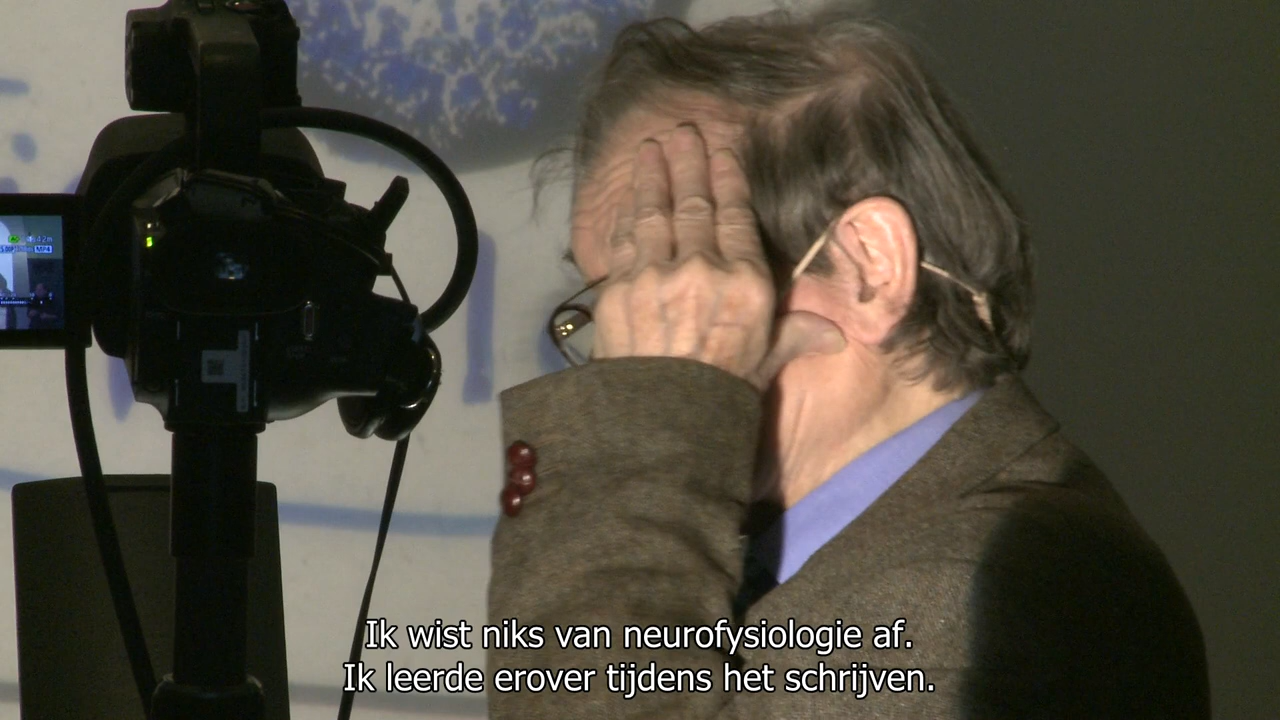 Ik wist niks van neurofysiologie af.
Ik leerde erover tijdens het schrijven.